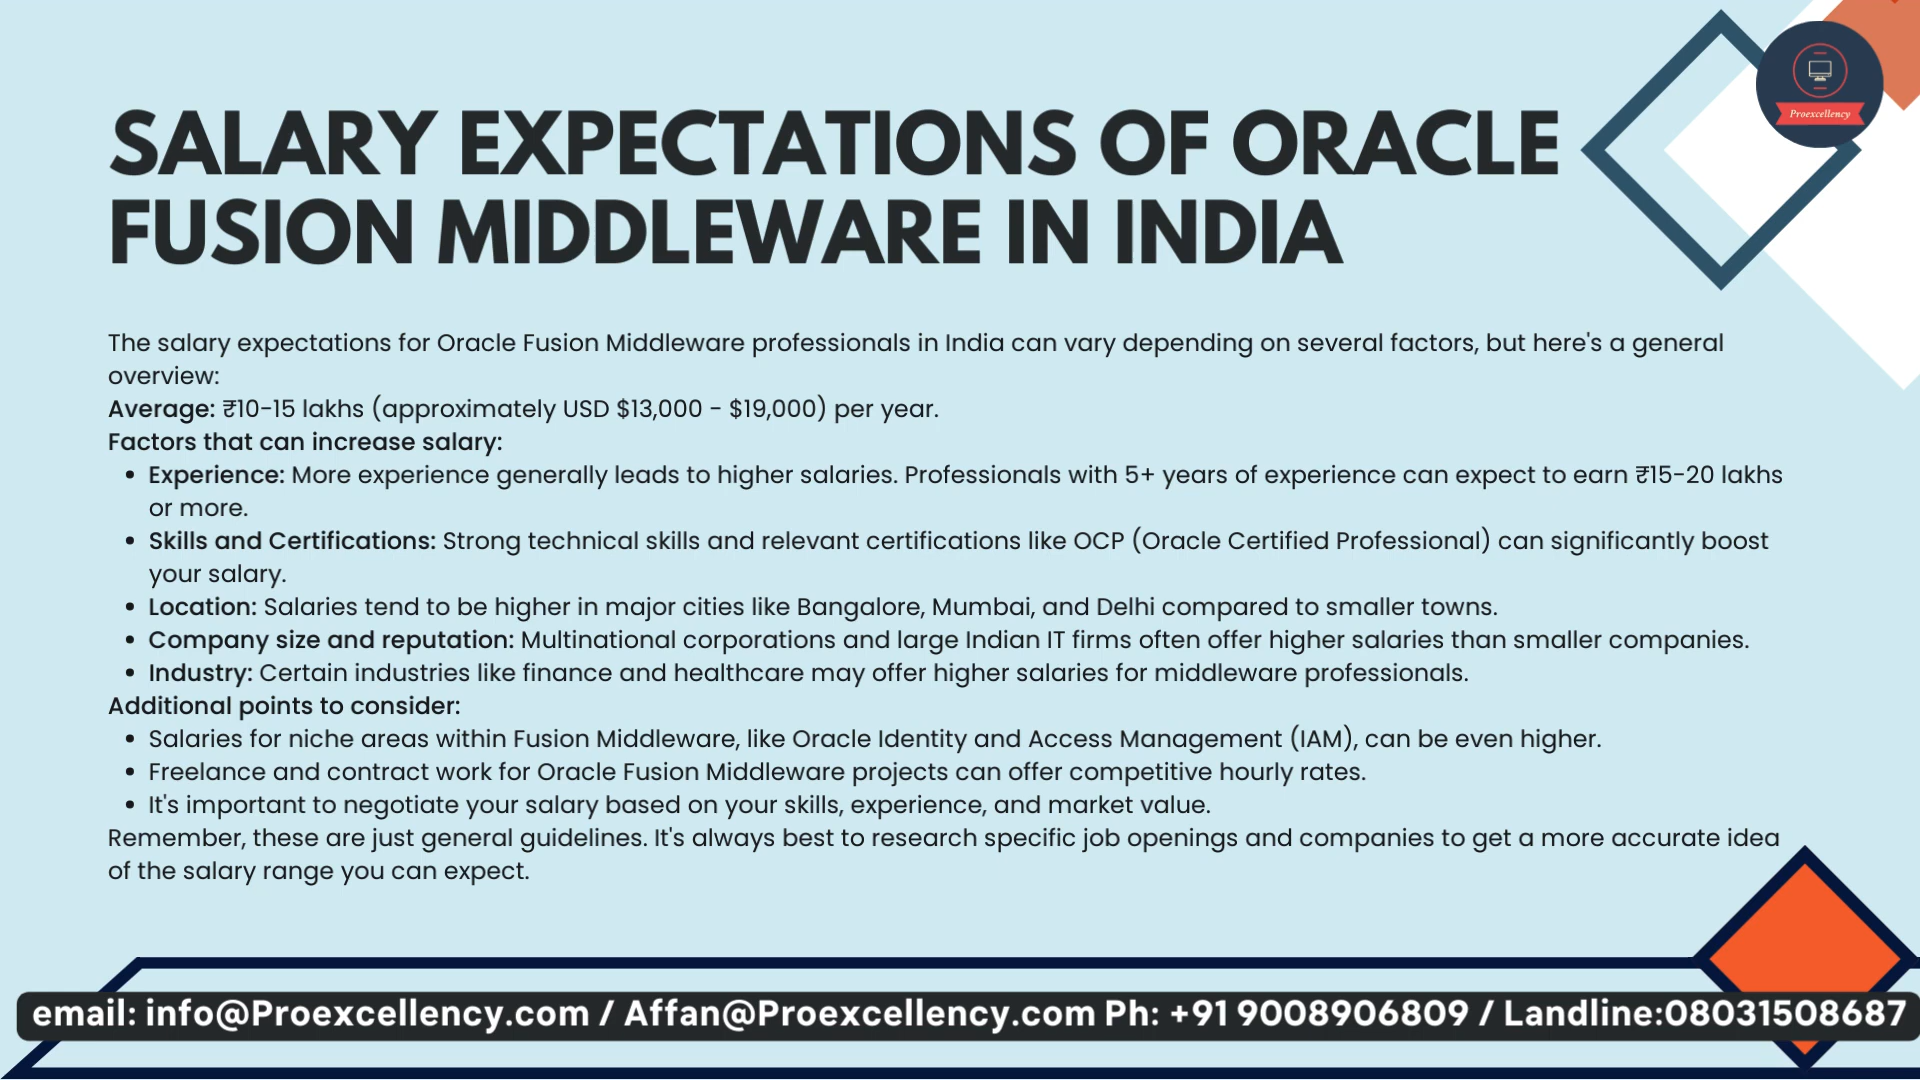 Proexcellency
SALARY EXPECTATIONS OF ORACLE
FUSION MIDDLEWARE IN INDIA
The salary expectations for Oracle Fusion Middleware professionals in India can vary depending on several factors, but here's a general
overview:
Average: ₹10-15 lakhs (approximately USD $13,000 - $19,000) per year.
Factors that can increase salary:
• Experience: More experience generally leads to higher salaries. Professionals with 5+ years of experience can expect to earn ₹15-20 lakhs
or more.
• Skills and Certifications: Strong technical skills and relevant certifications like OCP (Oracle Certified Professional) can significantly boost
your salary.
• Location: Salaries tend to be higher in major cities like Bangalore, Mumbai, and Delhi compared to smaller towns.
• Company size and reputation: Multinational corporations and large Indian IT firms often offer higher salaries than smaller companies.
• Industry: Certain industries like finance and healthcare may offer higher salaries for middleware professionals.
Additional points to consider:
• Salaries for niche areas within Fusion Middleware, like Oracle Identity and Access Management (IAM), can be even higher.
• Freelance and contract work for Oracle Fusion Middleware projects can offer competitive hourly rates.
• It's important to negotiate your salary based on your skills, experience, and market value.
Remember, these are just general guidelines. It's always best to research specific job openings and companies to get a more accurate idea
of the salary range you can expect.
email: info@Proexcellency.com / Affan@Proexcellency.com Ph: +91 9008906809 / Landline:08031508687